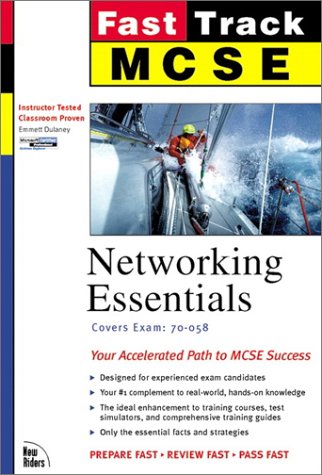 Fast Track
MCSE
Instructor Tested
Classroom Proven
Emmett Dulaney
Microsoft Certified
Professional
Networking
Essentials
Covers Exam: 70-058
Your Accelerated Path to MCSE Success
Designed for experienced exam candidates
Your #1 complement to real-world, hands-on knowledge
The ideal enhancement to training courses, test
simulators, and comprehensive training guides
Only the essential facts and strategies
PREPARE FAST • REVIEW FAST • PASS FAST
New
Riders